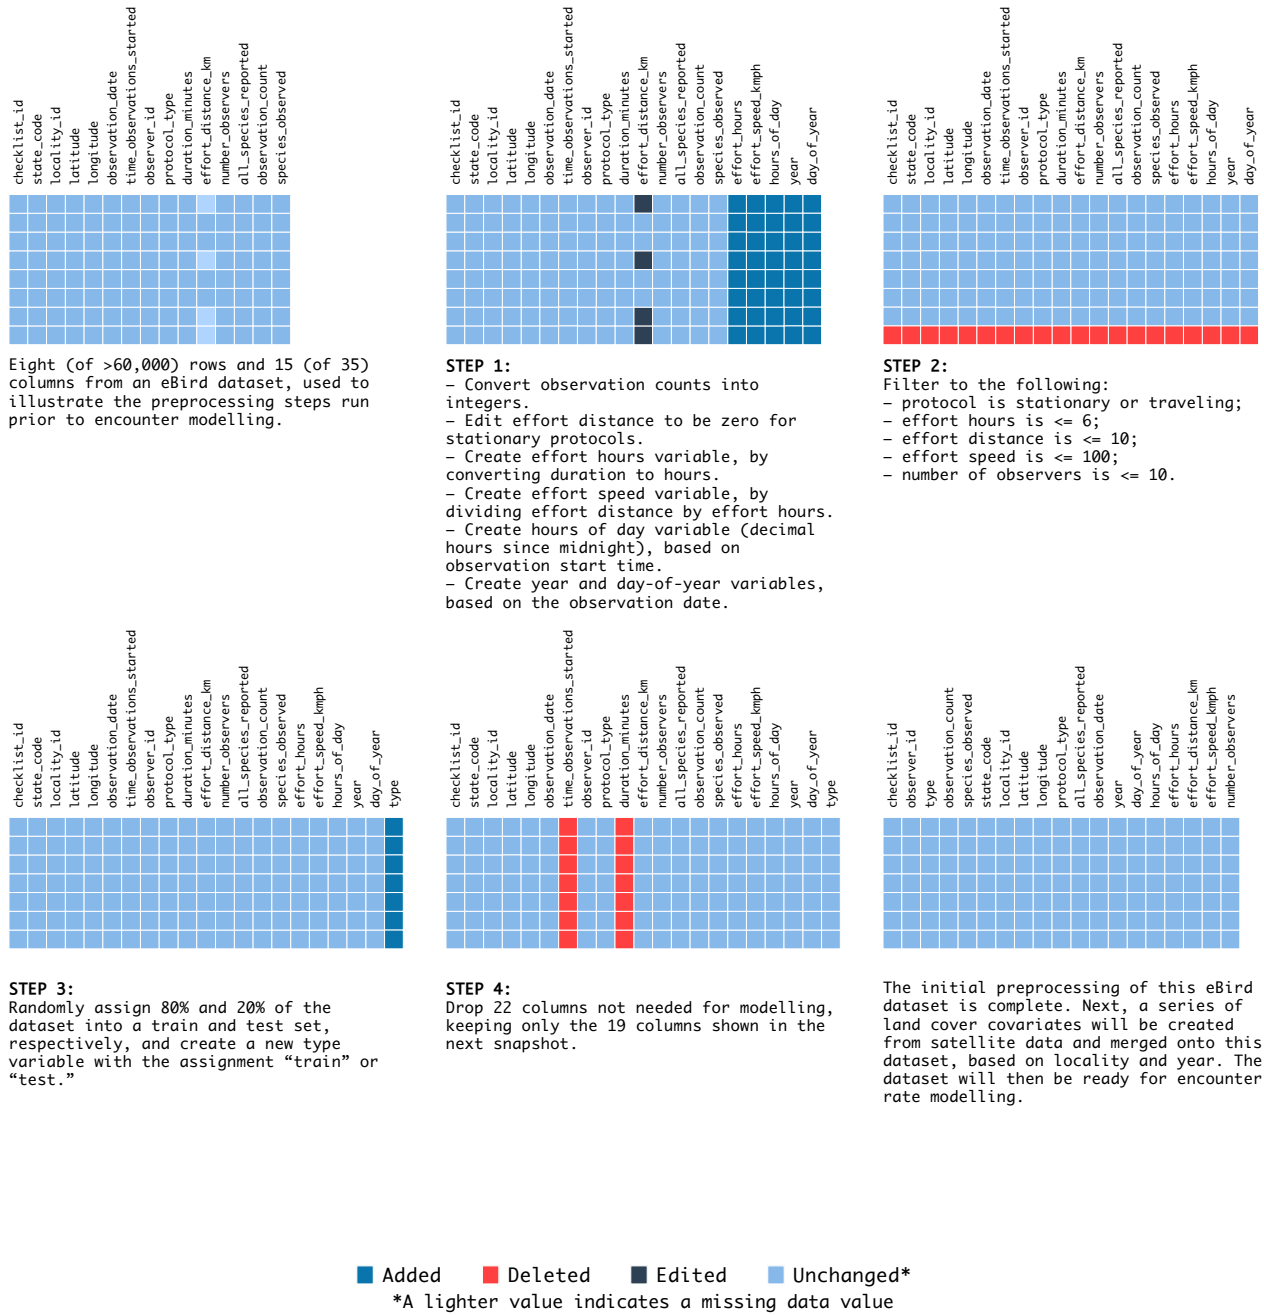 checklist_id
state_code
locality_id
latitude
longitude
observation_date
time_observations_started
observer_id
protocol_type
duration_minutes
effort_distance_km
number_observers
all_species_reported
observation_count
species_observed
Eight (of >60,000) rows and 15 (of 35)
columns from an eBird dataset, used to
illustrate the preprocessing steps run
prior to encounter modelling.
checklist_id
state_code
locality_id
latitude
longitude
observation_date
time_observations_started
observer_id
protocol_type
duration_minutes
effort_distance_km
number_observers
all_species_reported
observation_count
species_observed
effort_hours
effort_speed_kmph
hours_of_day
year
day_of_year
STEP 1:
– Convert observation counts into
integers.
– Edit effort distance to be zero for
stationary protocols.
– Create effort hours variable, by
converting duration to hours.
– Create effort speed variable, by
dividing effort distance by effort hours.
– Create hours of day variable (decimal
hours since midnight), based on
observation start time.
– Create year and day-of-year variables,
based on the observation date.
checklist_id
state_code
locality_id
latitude
longitude
observation_date
time_observations_started
observer_id
protocol_type
duration_minutes
effort_distance_km
number_observers
all_species_reported
observation_count
species_observed
effort_hours
effort_speed_kmph
hours_of_day
year
day_of_year
STEP 2:
Filter to the following:
– protocol is stationary or traveling;
– effort hours is <= 6;
– effort distance is <= 10;
– effort speed is <= 100;
– number of observers is <= 10.
checklist_id
state_code
locality_id
latitude
longitude
observation_date
time_observations_started
observer_id
protocol_type
duration_minutes
effort_distance_km
number_observers
all_species_reported
observation_count
species_observed
effort_hours
effort_speed_kmph
hours_of_day
year
day_of_year
type
STEP 3:
Randomly assign 80% and 20% of the
dataset into a train and test set,
respectively, and create a new type
variable with the assignment “train” or
“test.”
checklist_id
state_code
locality_id
latitude
longitude
observation_date
time_observations_started
observer_id
protocol_type
duration_minutes
effort_distance_km
number_observers
all_species_reported
observation_count
species_observed
effort_hours
effort_speed_kmph
hours_of_day
year
day_of_year
type
STEP 4:
Drop 22 columns not needed for modelling,
keeping only the 19 columns shown in the
next snapshot.
checklist_id
observer_id
type
observation_count
species_observed
state_code
locality_id
latitude
longitude
protocol_type
all_species_reported
observation_date
year
day_of_year
hours_of_day
effort_hours
effort_distance_km
effort_speed_kmph
number_observers
The initial preprocessing of this eBird
dataset is complete. Next, a series of
land cover covariates will be created
from satellite data and merged onto this
dataset, based on locality and year. The
dataset will then be ready for encounter
rate modelling.
Added Deleted Edited Unchanged*
*A lighter value indicates a missing data value